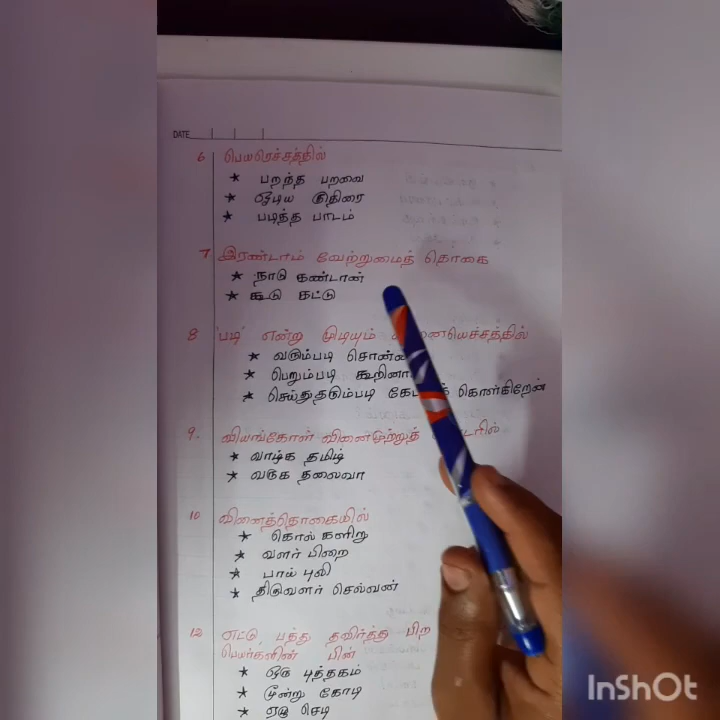 DATE
6 பெயரெச்சத்தில்
★ பறந்த பறவை
★ ஓடிய குதிரை
★ படித்த பாடம்
7 இரண்டாம் வேற்றுமைத் தொகை
★ நாடு கண்டான்
★ கூடு கட்டு
8 'படி' என்று முடியும் வினையெச்சத்தில்
★ வரும்படி சொன்
★ பெறும்படி கூறினா
★ செய்துதரும்படி கே கொள்கிறேன்
9. வியங்கோள் வினைமுற்றுத் டரில்
★ வாழ்க தமிழ்
★ வருக தலைவா
10 வினைத்தொகையில்
★ கொல் களிறு
★ வளர் பிறை
★ பாய் புலி
★ திருவளர் செல்வன்
12 எட்டு, பத்து தவிர்த்த பிற
பெயர்களின் பின்
★ ஒரு புத்தகம்
★ மூன்று கோடி
★ ஏழு செடி
InShOt